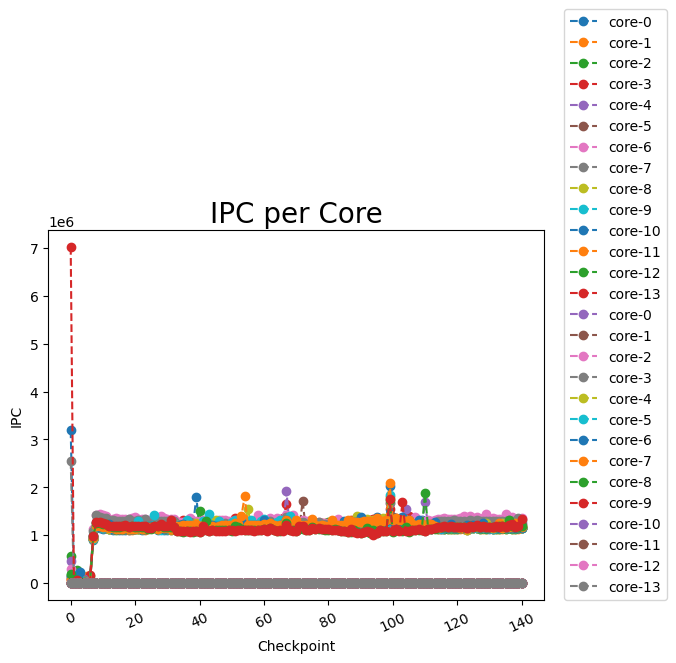 IPC per Core
1e6
7
6
5
4
3
2
1
0
IPC
0
20
40
60
80
100
120
140
Checkpoint
core-0
core-1
core-2
core-3
core-4
core-5
core-6
core-7
core-8
core-9
core-10
core-11
core-12
core-13
core-0
core-1
core-2
core-3
core-4
core-5
core-6
core-7
core-8
core-9
core-10
core-11
core-12
core-13